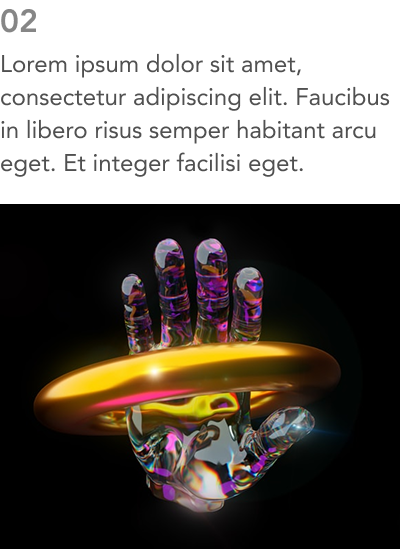 02
Lorem ipsum dolor sit amet,
consectetur adipiscing elit. Faucibus
in libero risus semper habitant arcu
eget. Et integer facilisi eget.